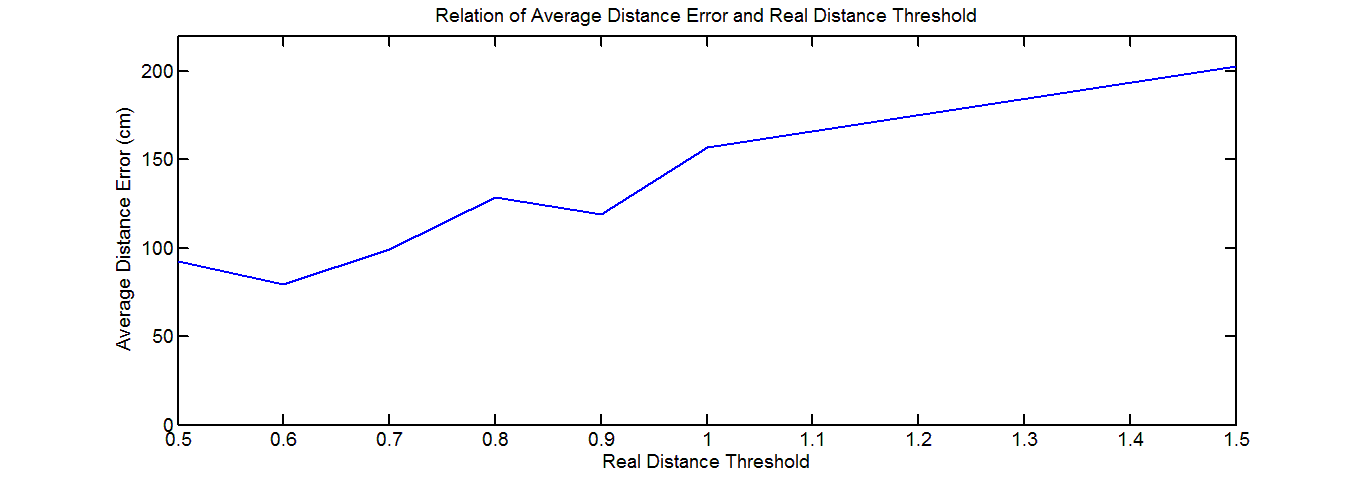 Relation of Average Distance Error and Real Distance Threshold
Average Distance Error (cm)
200
150
100
50
0
0.5 0.6 0.7 0.8 0.9 1 1.1 1.2 1.3 1.4 1.5
Real Distance Threshold